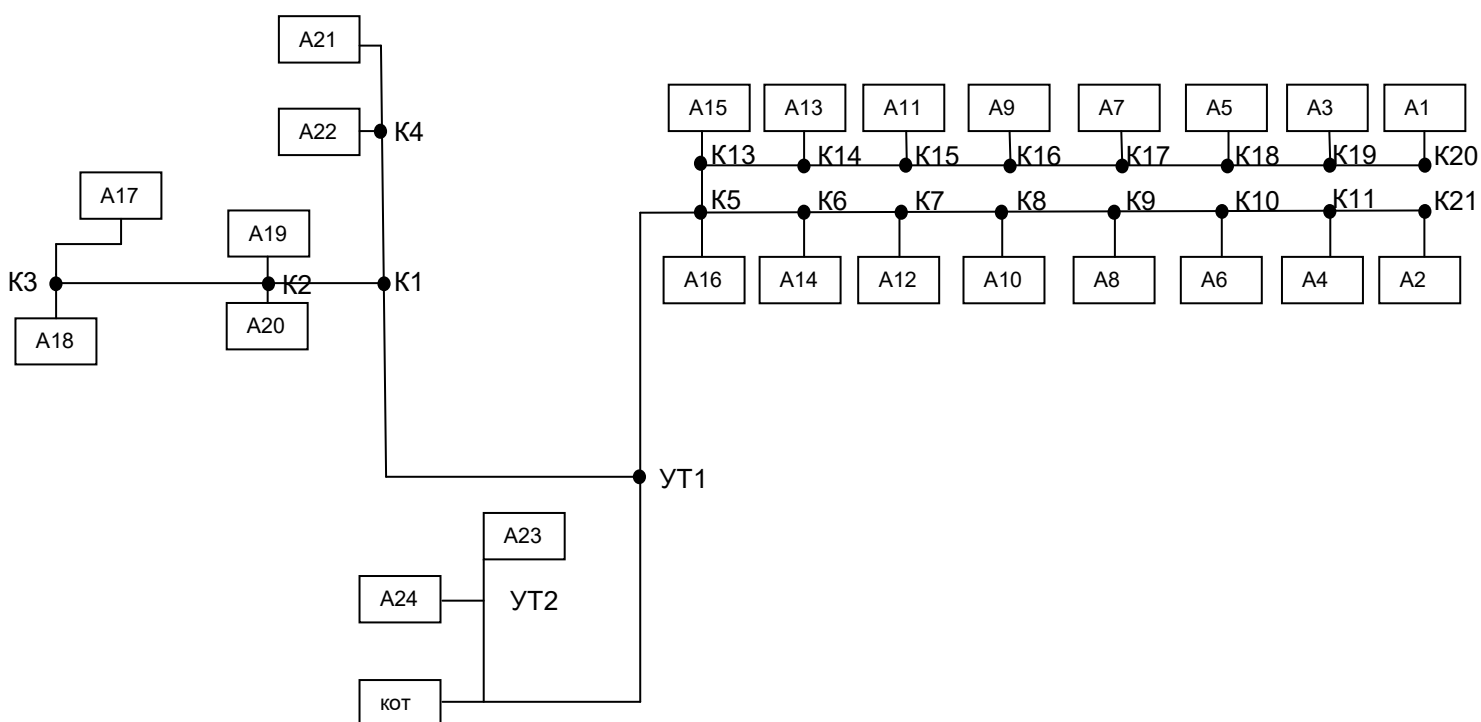 А21
А22
К4
А15 А13 А11 А9 А7 А5 А3 А1
К13 К14 К15 К16 К17 К18 К19 К20
А17
К5 К6 К7 К8 К9 К10 К11 К21
А19
К3 К2 К1
А16 А14 А12 А10 А8 А6 А4 А2
А18 А20
УТ1
А23
А24 УТ2
кот